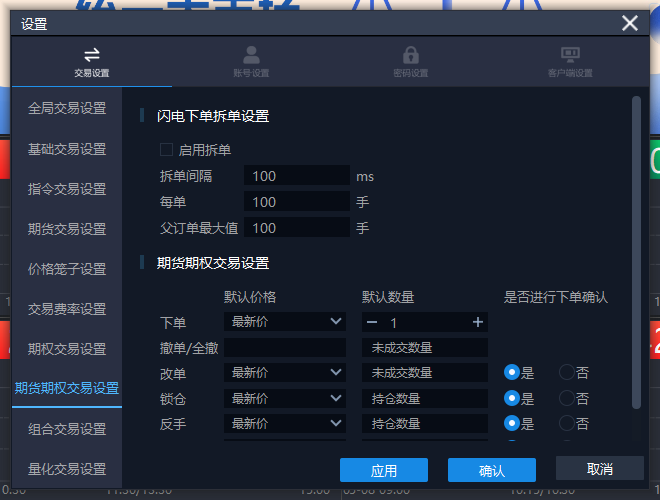 设置
交易设置 账号设置 密码设置 客户端设置
全局交易设置
基础交易设置
指令交易设置
期货交易设置
价格笼子设置
交易费率设置
期权交易设置
期货期权交易设置
组合交易设置
量化交易设置
闪电下单拆单设置
启用拆单
拆单间隔 100 ms
每单 100 手
父订单最大值 100 手
期货期权交易设置
默认价格 默认数量 是否进行下单确认
下单 最新价 − 1 +
撤单/全撤 未成交数量
改单 最新价 未成交数量 是 否
锁仓 最新价 持仓数量 是 否
反手 最新价 持仓数量 是 否
应用 确认 取消